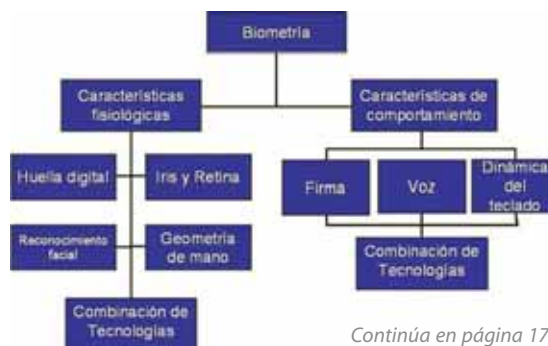 Biometría
Características
fisiológicas
Huella digital
Iris y Retina
Reconocimiento
facial
Geometría
de mano
Combinación de
Tecnologías
Características de
comportamiento
Firma
Voz
Dinámica
del
teclado
Combinación de
Tecnologías
Continúa en página 17